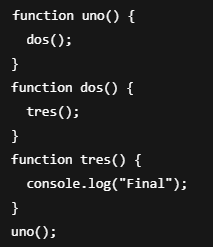 function uno() {
  dos();
}
function dos() {
  tres();
}
function tres() {
  console.log("Final");
}
uno();